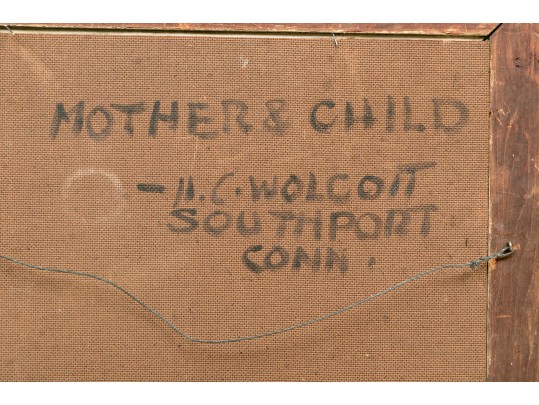 MOTHER & CHILD
- H.C. WOLCOTT
SOUTHPORT
CONN.